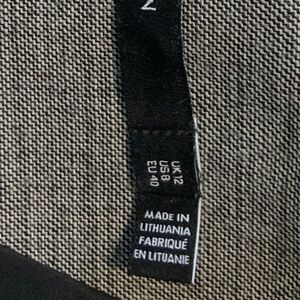 UK 12
US 8
EU 40
MADE IN
LITHUANIA
FABRIQUÉ
EN LITUANIE